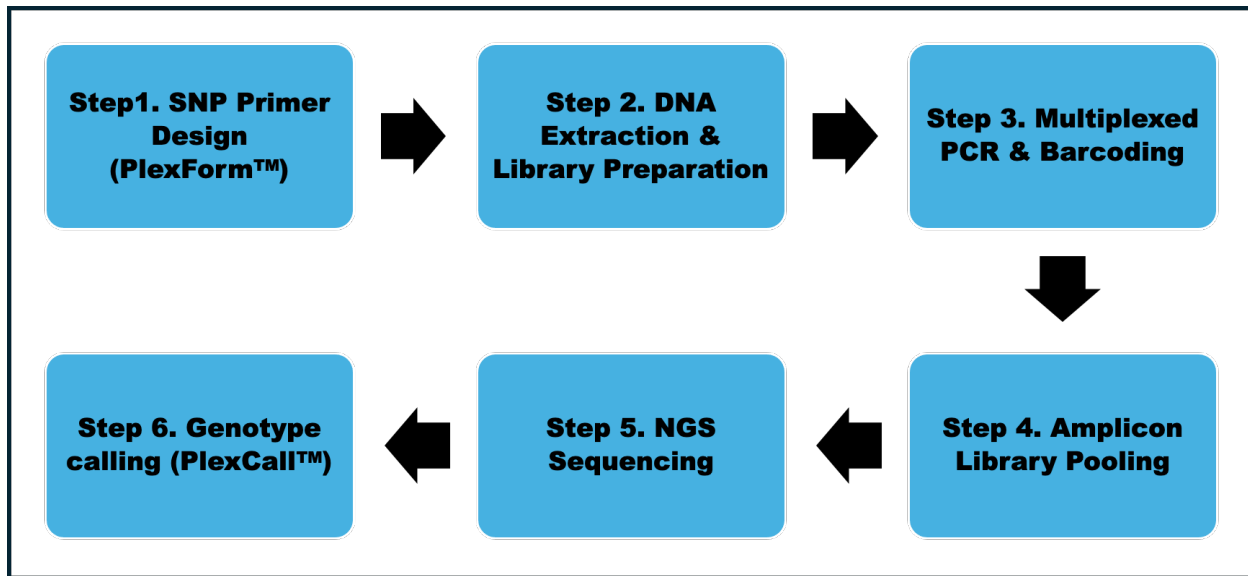 Step1. SNP Primer
Design
(PlexForm™)
Step 2. DNA
Extraction &
Library Preparation
Step 3. Multiplexed
PCR & Barcoding
Step 4. Amplicon
Library Pooling
Step 5. NGS
Sequencing
Step 6. Genotype
calling (PlexCall™)